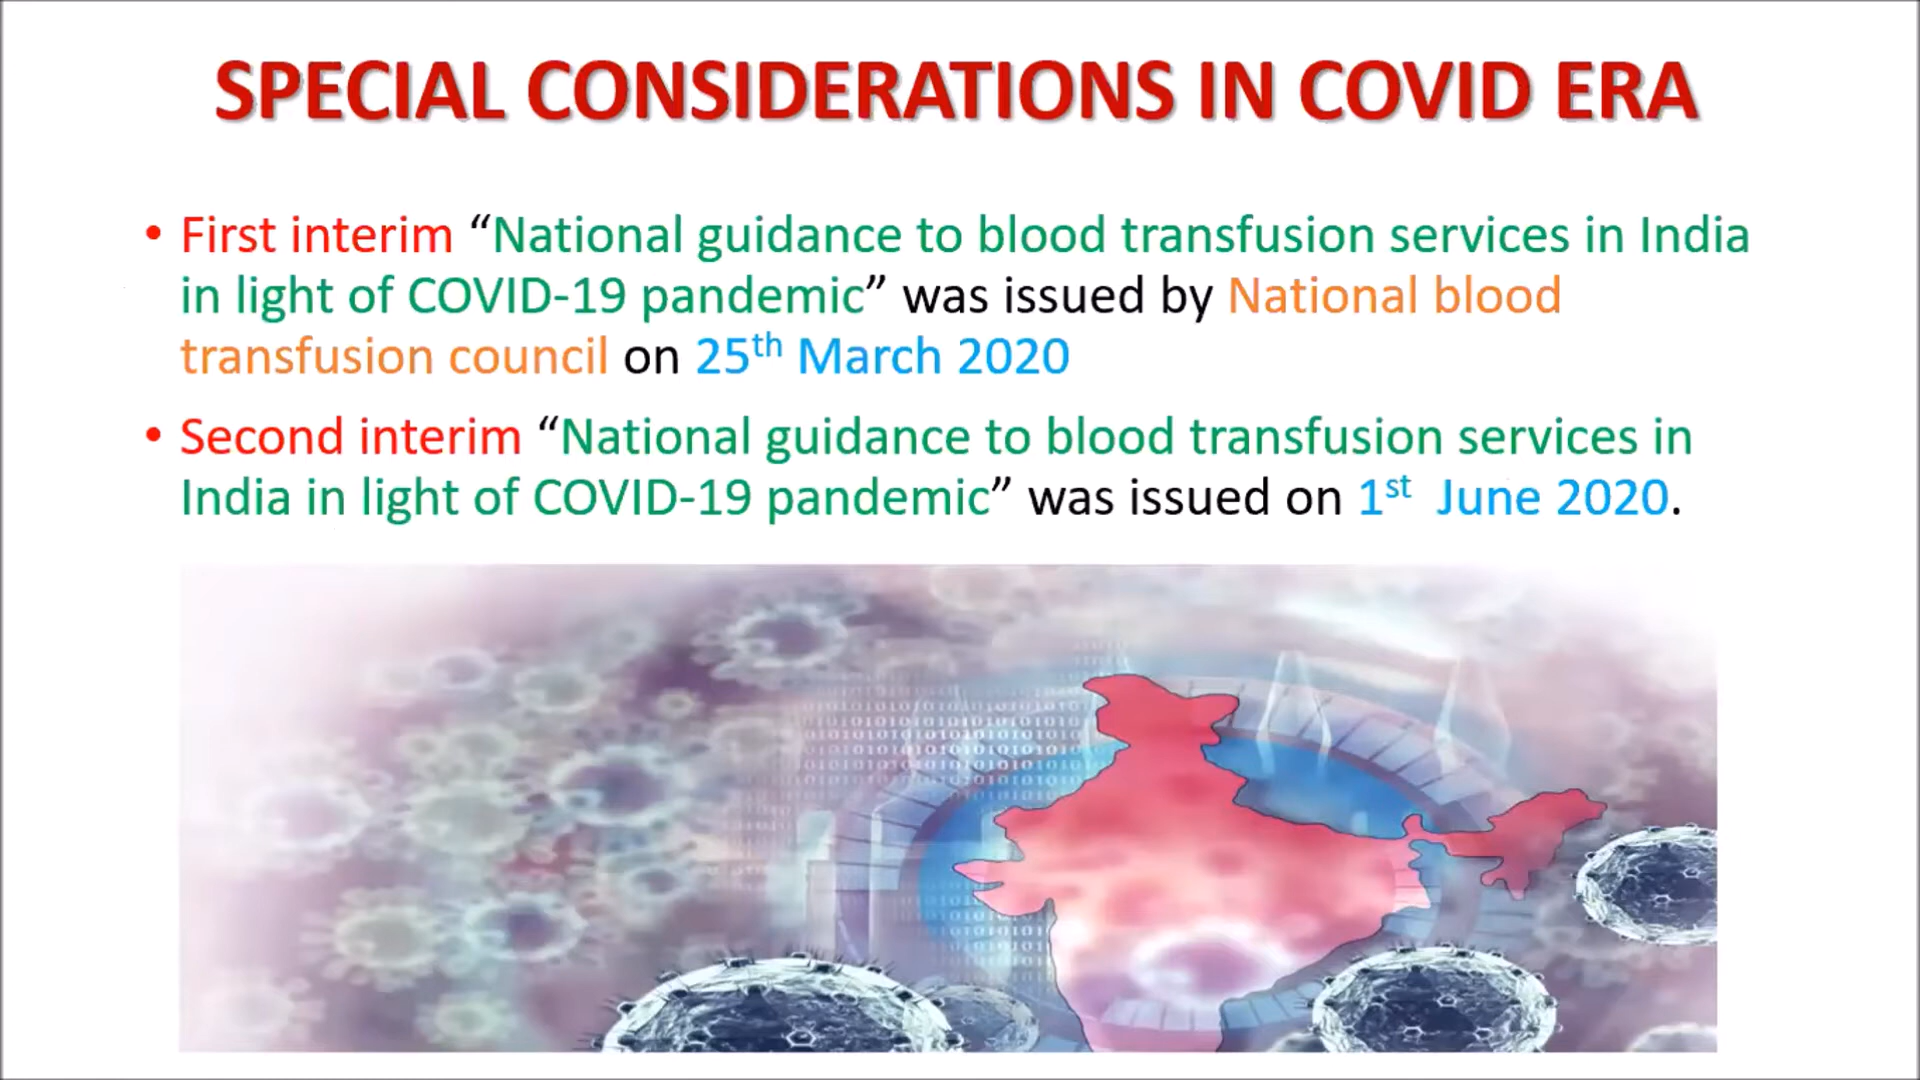 SPECIAL CONSIDERATIONS IN COVID ERA
• First interim “National guidance to blood transfusion services in India
in light of COVID-19 pandemic” was issued by National blood
transfusion council on 25th March 2020
• Second interim “National guidance to blood transfusion services in
India in light of COVID-19 pandemic” was issued on 1st June 2020.